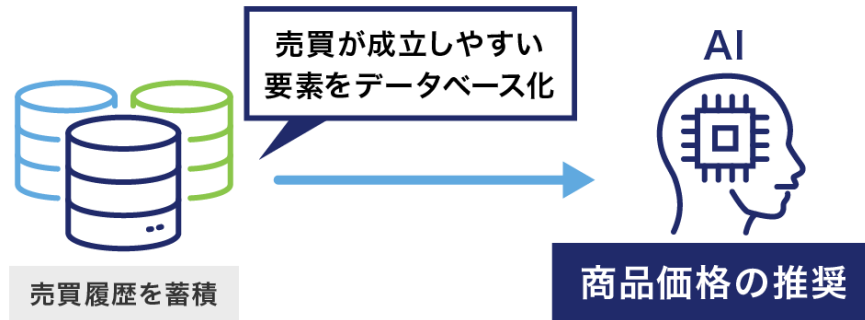 売買が成立しやすい
要素をデータベース化
AI
売買履歴を蓄積
商品価格の推奨